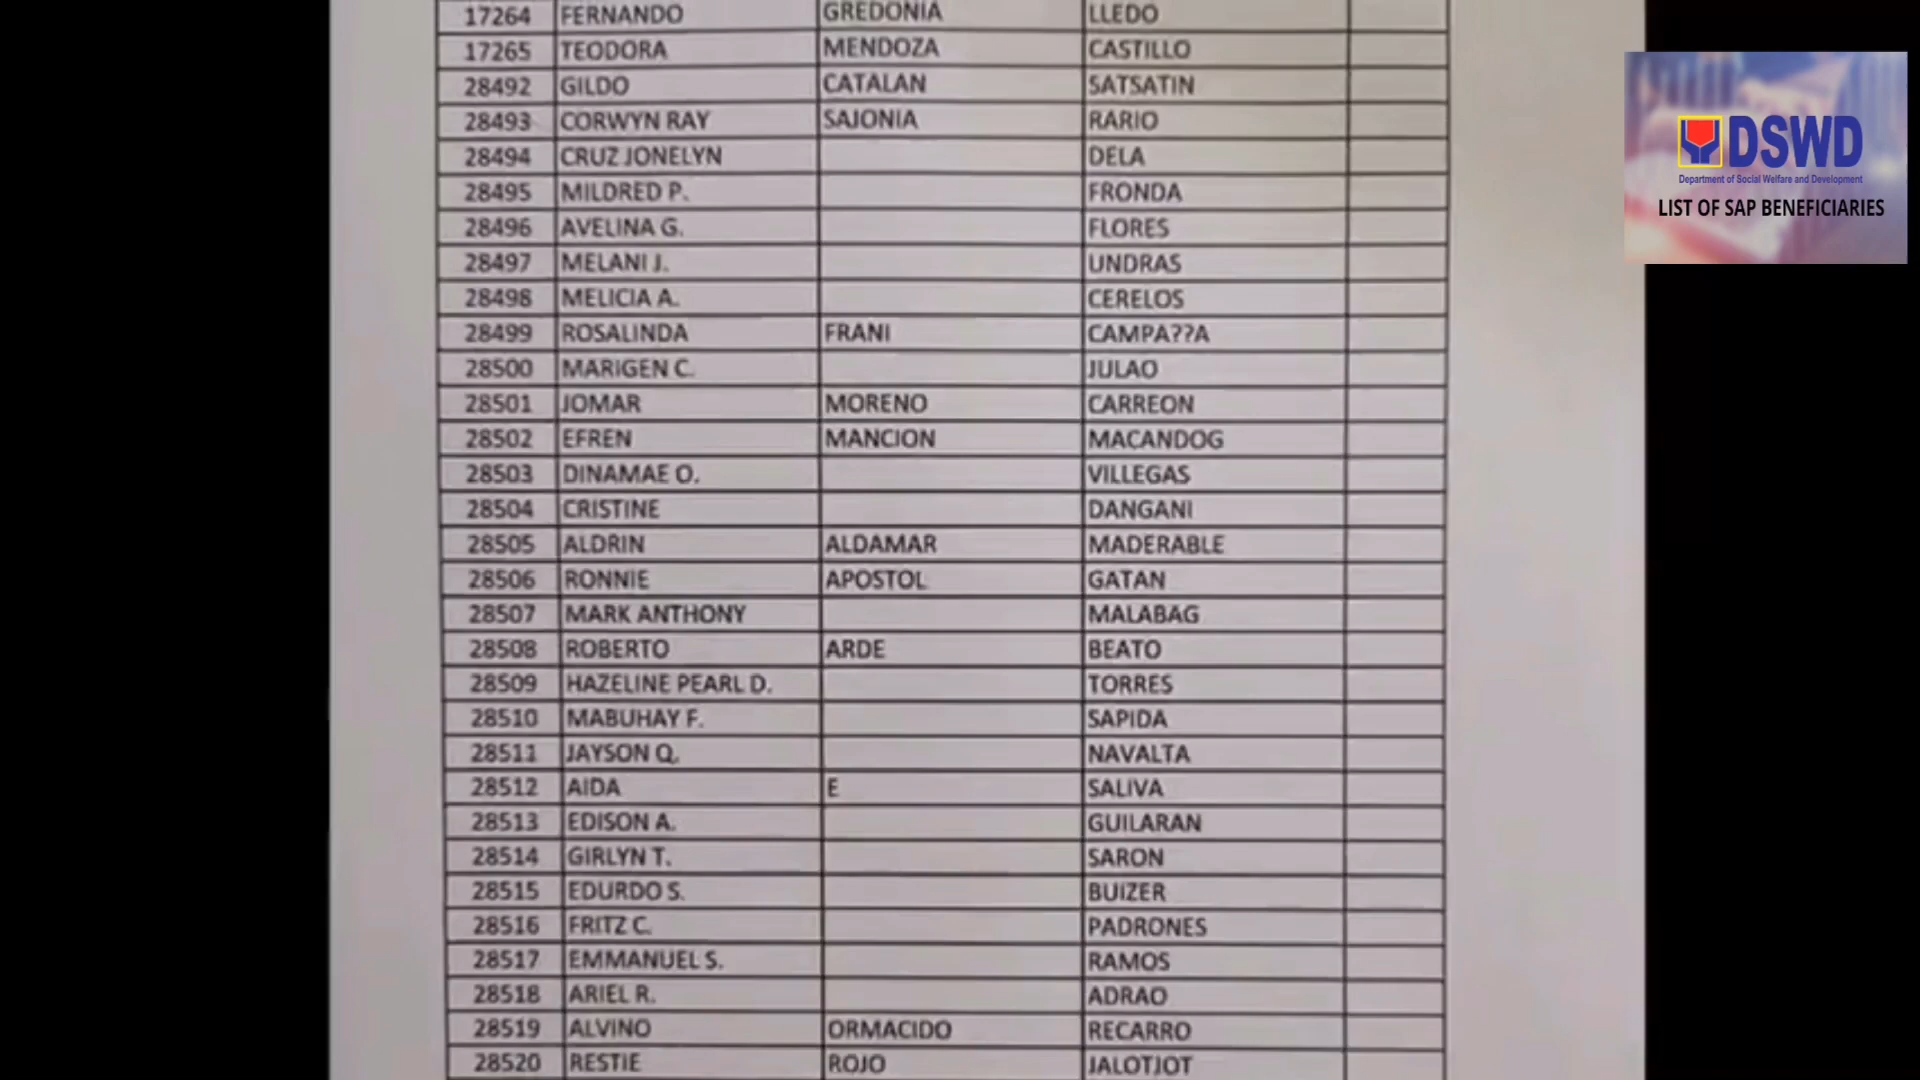 17264 FERNANDO GREDONIA LLEDO
17265 TEODORA MENDOZA CASTILLO
28492 GILDO CATALAN SATSATIN
28493 CORWYN RAY SAJONIA RARIO
28494 CRUZ JONELYN DELA
28495 MILDRED P. FRONDA
28496 AVELINA G. FLORES
28497 MELANI J. UNDRAS
28498 MELICIA A. CERELOS
28499 ROSALINDA FRANI CAMPA??A
28500 MARIGEN C. JULAO
28501 JOMAR MORENO CARREON
28502 EFREN MANCION MACANDOG
28503 DINAMAE O. VILLEGAS
28504 CRISTINE DANGANI
28505 ALDRIN ALDAMAR MADERABLE
28506 RONNIE APOSTOL GATAN
28507 MARK ANTHONY MALABAG
28508 ROBERTO ARDE BEATO
28509 HAZELINE PEARL D. TORRES
28510 MABUHAY F. SAPIDA
28511 JAYSON Q. NAVALTA
28512 AIDA E SALIVA
28513 EDISON A. GUILARAN
28514 GIRLYN T. SARON
28515 EDURDO S. BUIZER
28516 FRITZ C. PADRONES
28517 EMMANUEL S. RAMOS
28518 ARIEL R. ADRAO
28519 ALVINO ORMACIDO RECARRO
28520 RESTIE ROJO JALOTJOT
DSWD
Department of Social Welfare and Development
LIST OF SAP BENEFICIARIES